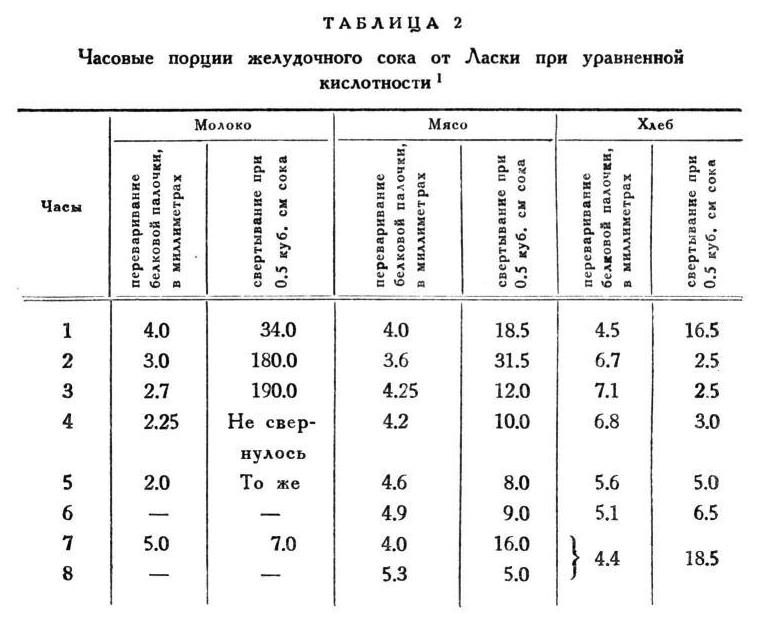 ТАБЛИЦА 2
Часовые порции желудочного сока от Ласки при уравненной
кислотности 1
Часы
Молоко
Мясо
Хлеб
переваривание
белковой палочки,
в миллиметрах
свертывание при
0.5 куб. см сока
переваривание
белковой палочки,
в миллиметрах
свертывание при
0.5 куб. см сока
переваривание
белковой палочки,
в миллиметрах
свертывание при
0.5 куб. см сока
1 4.0 34.0 4.0 18.5 4.5 16.5
2 3.0 180.0 3.6 31.5 6.7 2.5
3 2.7 190.0 4.25 12.0 7.1 2.5
4 2.25 Не свер- 4.2 10.0 6.8 3.0
нулось
5 2.0 То же 4.6 8.0 5.6 5.0
6 — — 4.9 9.0 5.1 6.5
7 5.0 7.0 4.0 16.0 } 4.4 18.5
8 — — 5.3 5.0